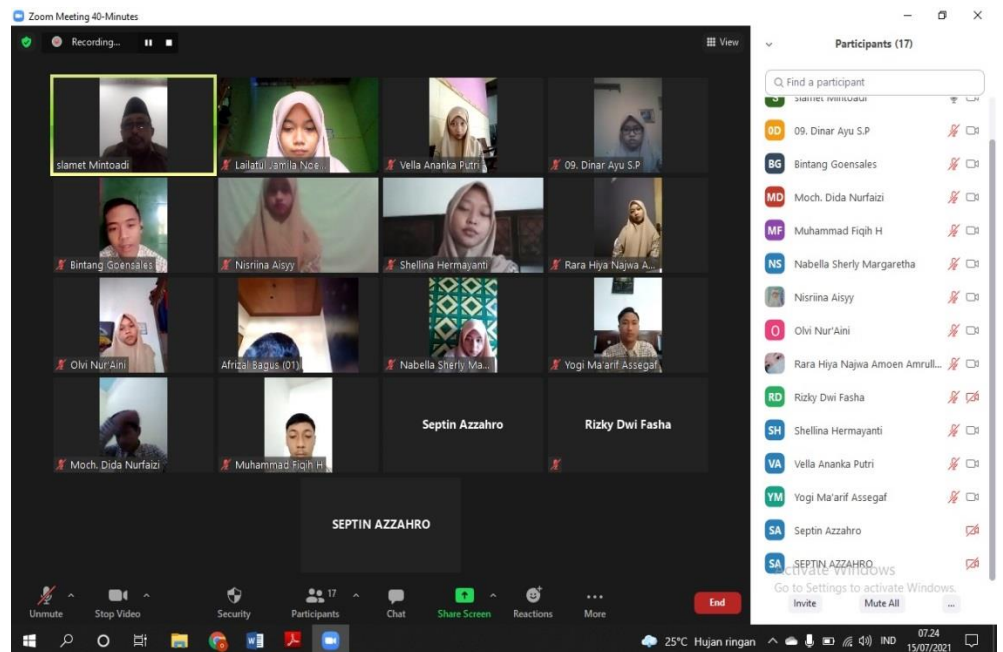 Zoom Meeting 40-Minutes
Recording...
View
slamet Mintoadi
Lailatul Jamila Noe...
Vella Ananka Putri
09. Dinar Ayu S.P
Bintang Goensales
Nisriina Aisyy
Shellina Hermayanti
Rara Hiya Najwa A...
Olvi Nur'Aini
Afrizal Bagus (01)
Nabella Sherly Ma...
Yogi Ma'arif Assegaf
Moch. Dida Nurfaizi
Muhammad Fiqih H
Septin Azzahro
Rizky Dwi Fasha
SEPTIN AZZAHRO
Participants (17)
Find a participant
slamet Mintoadi
0D 09. Dinar Ayu S.P
BG Bintang Goensales
MD Moch. Dida Nurfaizi
MF Muhammad Fiqih H
NS Nabella Sherly Margaretha
Nisriina Aisyy
O Olvi Nur'Aini
Rara Hiya Najwa Amoen Amrull...
RD Rizky Dwi Fasha
SH Shellina Hermayanti
VA Vella Ananka Putri
YM Yogi Ma'arif Assegaf
SA Septin Azzahro
SA SEPTIN AZZAHRO
Activate Windows
Go to Settings to activate Windows.
Invite Mute All ...
Unmute Stop Video Security Participants 17 Chat Share Screen Reactions More End
25°C Hujan ringan IND 07.24
15/07/2021